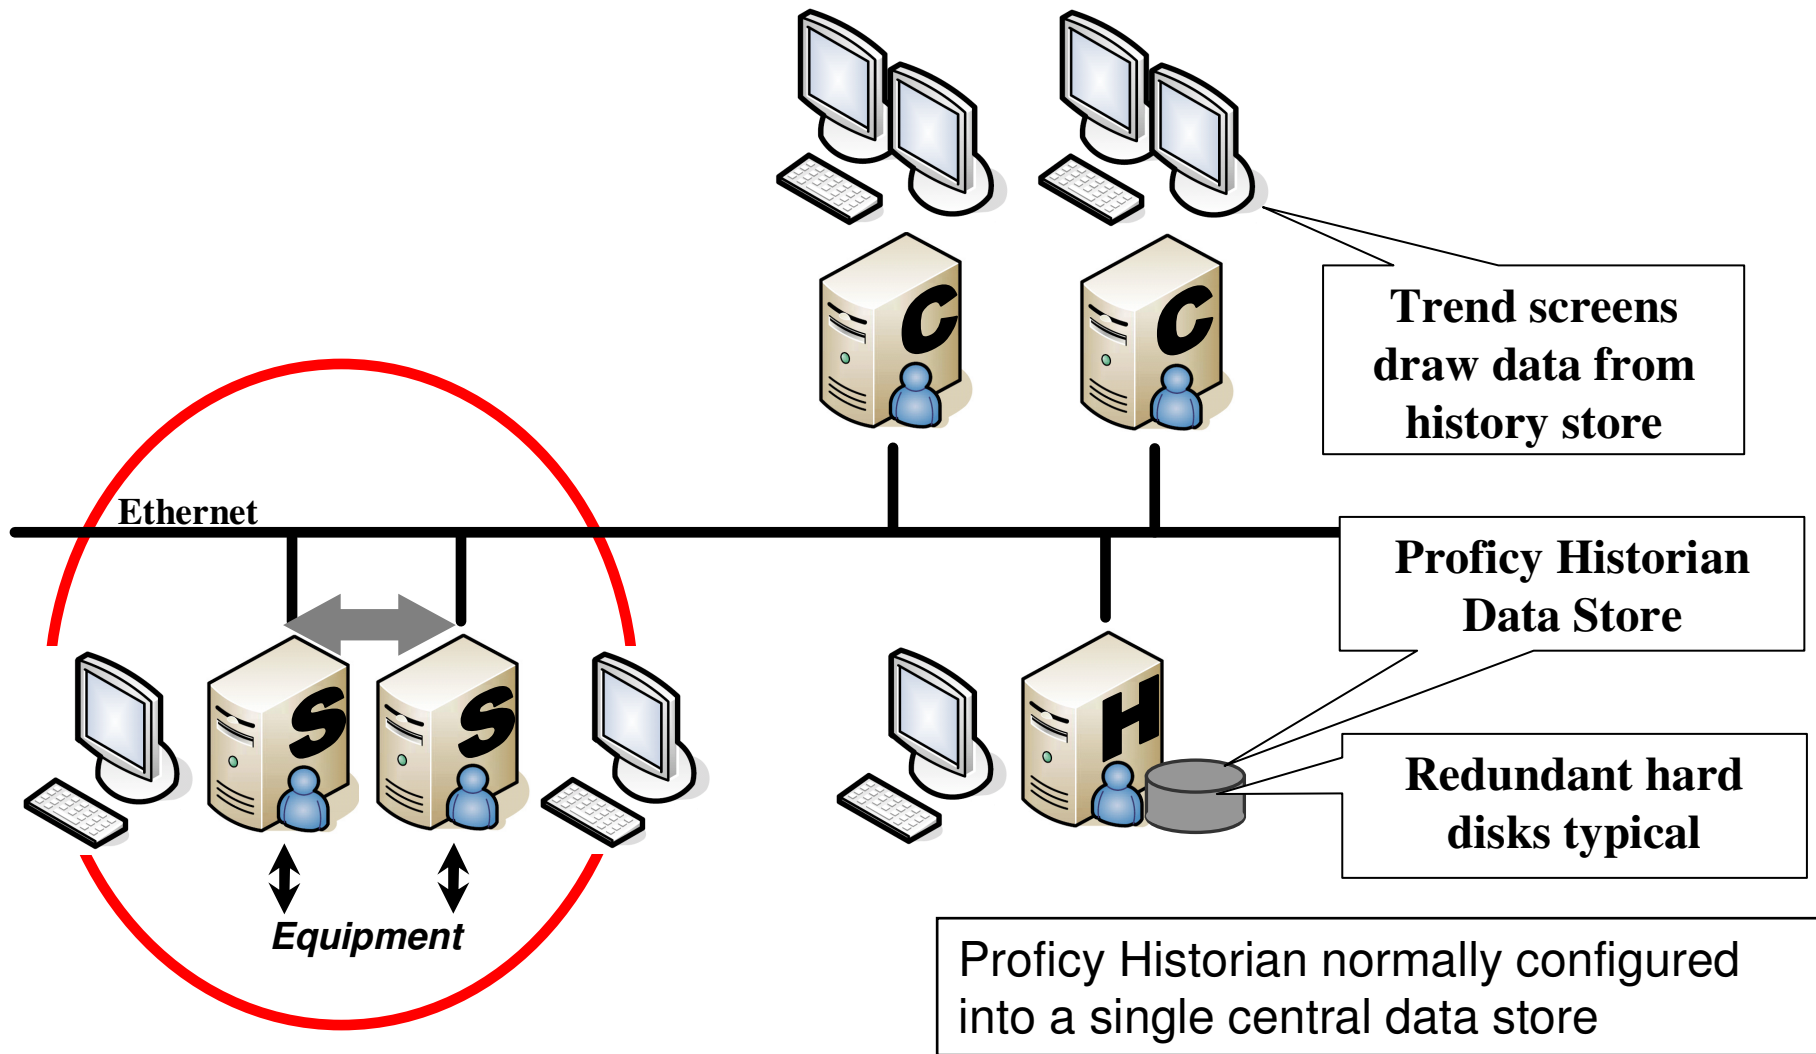 C
C
Trend screens
draw data from
history store
Ethernet
Proficy Historian
Data Store
S
S
H
Redundant hard
disks typical
Equipment
Proficy Historian normally configured
into a single central data store